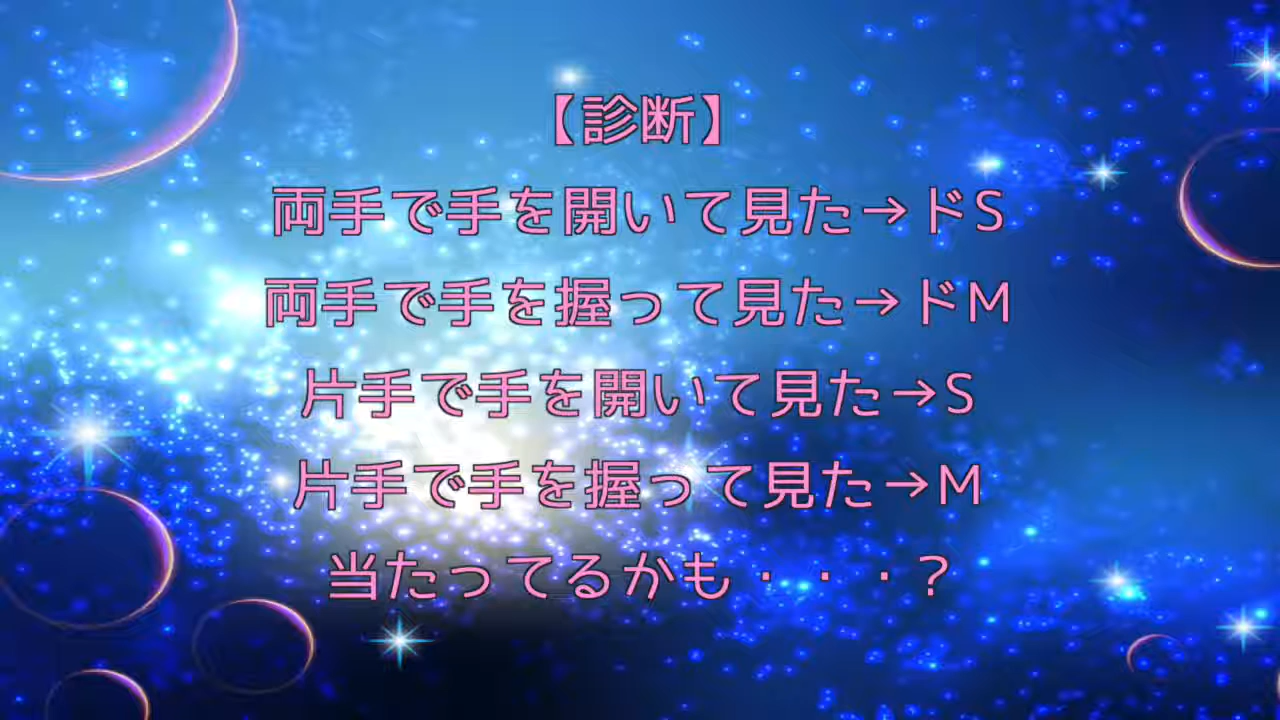 【診断】
両手で手を開いて見た→ドS
両手で手を握って見た→ドM
片手で手を開いて見た→S
片手で手を握って見た→M
当たってるかも・・・?